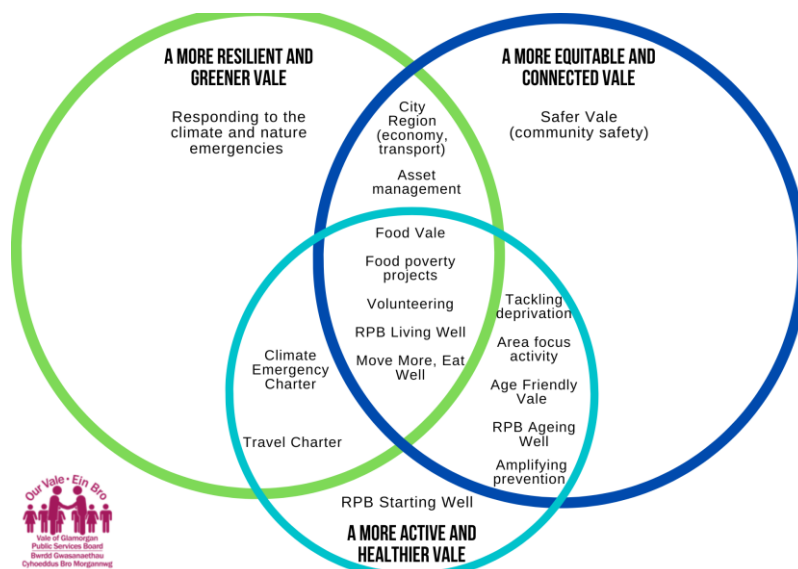 A MORE RESILIENT AND
GREENER VALE
Responding to the
climate and nature
emergencies
A MORE EQUITABLE AND
CONNECTED VALE
Safer Vale
(community safety)
City
Region
(economy,
transport)
Asset
management
Food Vale
Food poverty
projects
Volunteering
RPB Living Well
Move More, Eat
Well
Climate
Emergency
Charter
Travel Charter
Tackling
deprivation
Area focus
activity
Age Friendly
Vale
RPB Ageing
Well
Amplifying
prevention
RPB Starting Well
A MORE ACTIVE AND
HEALTHIER VALE
Our Vale • Ein Bro
Vale of Glamorgan
Public Services Board
Bwrdd Gwasanaethau
Cyhoeddus Bro Morgannwg